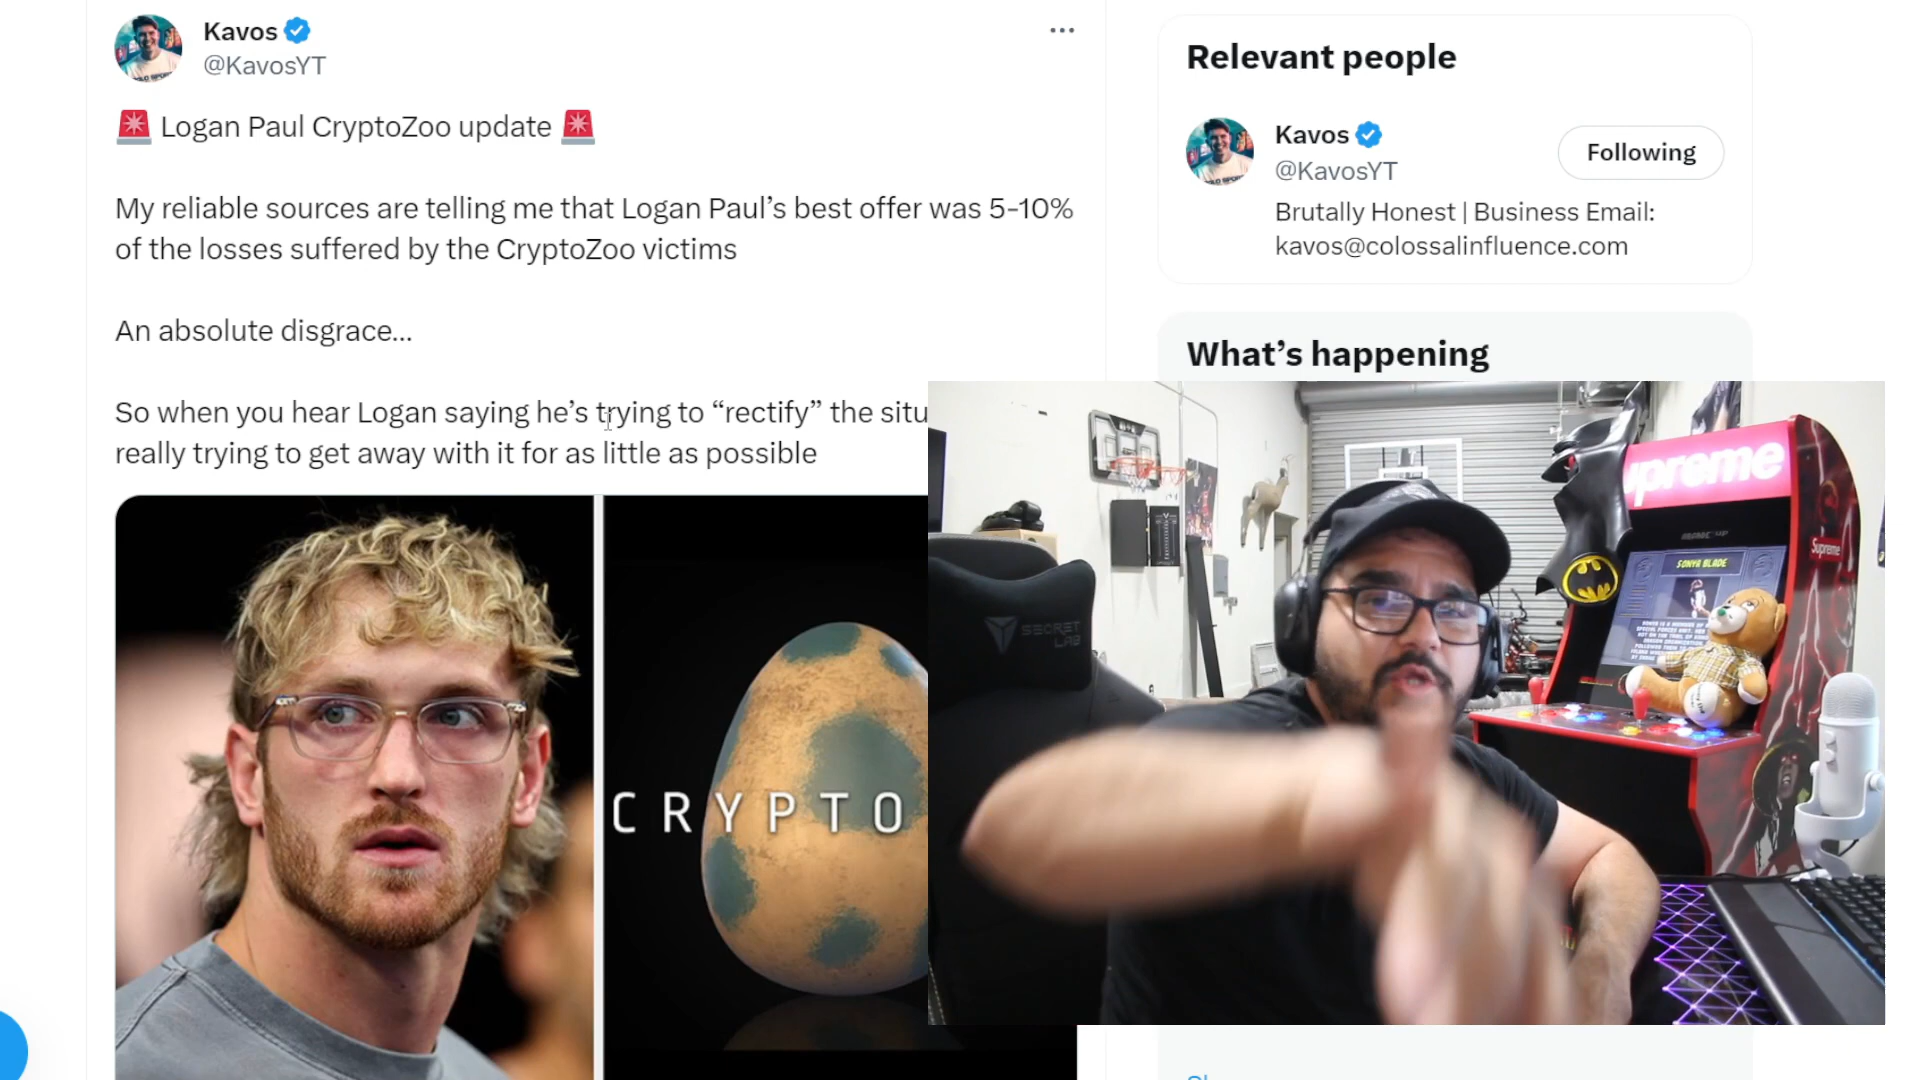 Kavos
@KavosYT
🚨 Logan Paul CryptoZoo update 🚨
My reliable sources are telling me that Logan Paul’s best offer was 5-10%
of the losses suffered by the CryptoZoo victims
An absolute disgrace...
So when you hear Logan saying he’s trying to “rectify” the situ
really trying to get away with it for as little as possible
CRYPTO
Relevant people
Kavos
@KavosYT
Following
Brutally Honest | Business Email:
kavos@colossalinfluence.com
What’s happening
SECRET
LAB
upreme
SONYA BLADE
Supreme